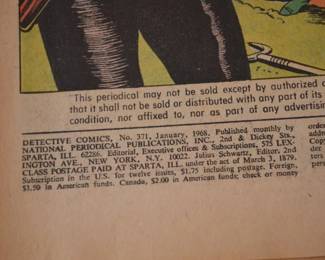 "This periodical may not be sold except by authorized
that it shall not be sold or distributed with any part of its
condition, nor affixed to, nor as part of any advertising
DETECTIVE COMICS, No. 371, January, 1968. Published monthly by
NATIONAL PERIODICAL PUBLICATIONS, INC., 2nd & Dickey Sts.,
SPARTA, ILL. 62286. Editorial, Executive offices & Subscriptions, 575 LEX-
INGTON AVE., NEW YORK, N.Y. 10022. Julius Schwartz, Editor. 2nd
CLASS POSTAGE PAID AT SPARTA, ILL. under the act of March 3, 1879.
Subscription in the U.S. for twelve issues, $1.75 including postage. Foreign,
$3.50 in American funds. Canada, $2.00 in American funds; check or money